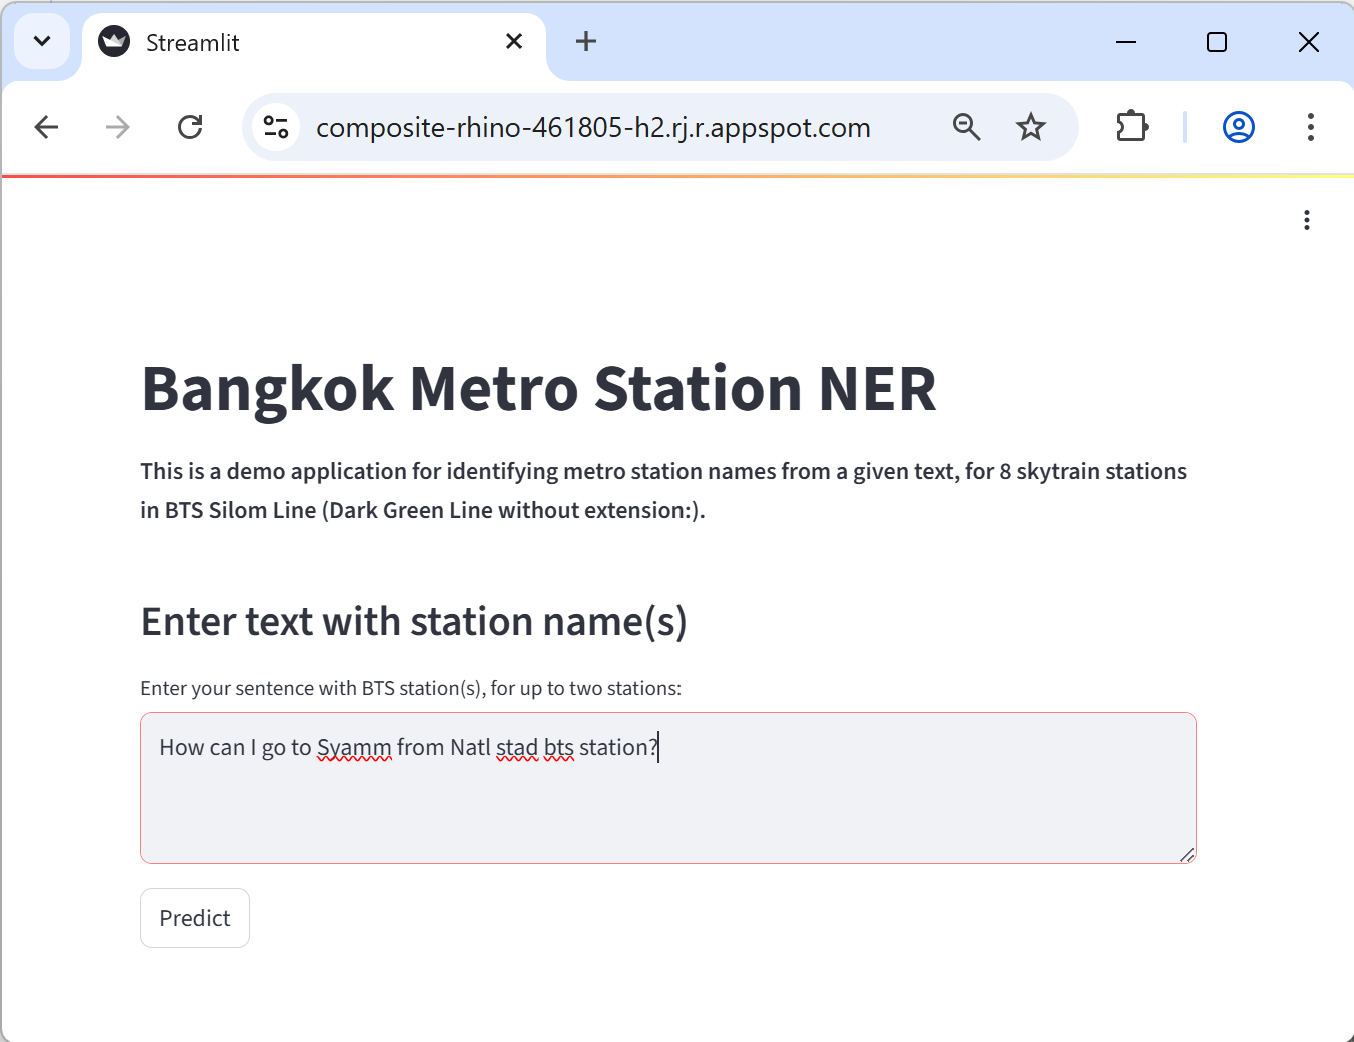 Streamlit
composite-rhino-461805-h2.rj.r.appspot.com
Bangkok Metro Station NER
This is a demo application for identifying metro station names from a given text, for 8 skytrain stations
in BTS Silom Line (Dark Green Line without extension:).
Enter text with station name(s)
Enter your sentence with BTS station(s), for up to two stations:
How can I go to Syamm from Natl stad bts station?
Predict